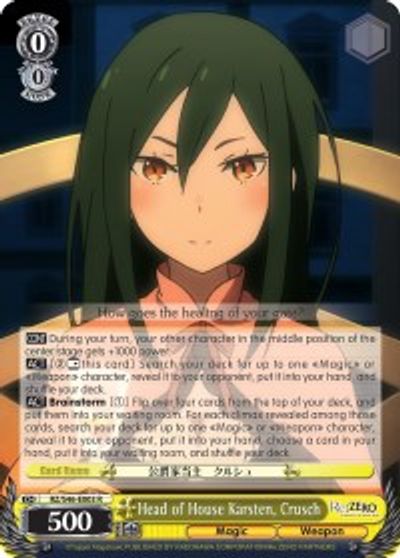 0
0
How does the healing of your gate?
CONT During your turn, your other character in the middle position of the
center stage gets +1000 power.
ACT [② this card] Search your deck for up to one «Magic» or
«Weapon» character, reveal it to your opponent, put it into your hand, and
shuffle your deck.
ACT Brainstorm [①] Flip over four cards from the top of your deck, and
put them into your waiting room. For each climax revealed among those
cards, search your deck for up to one «Magic» or «Weapon» character,
reveal it to your opponent, put it into your hand, choose a card in your
hand, put it into your waiting room, and shuffle your deck.
Card Name 公爵家当主 クルシュ
RZ/S46-E003 R
Head of House Karsten, Crusch
Re:ZERO
500
Magic Weapon